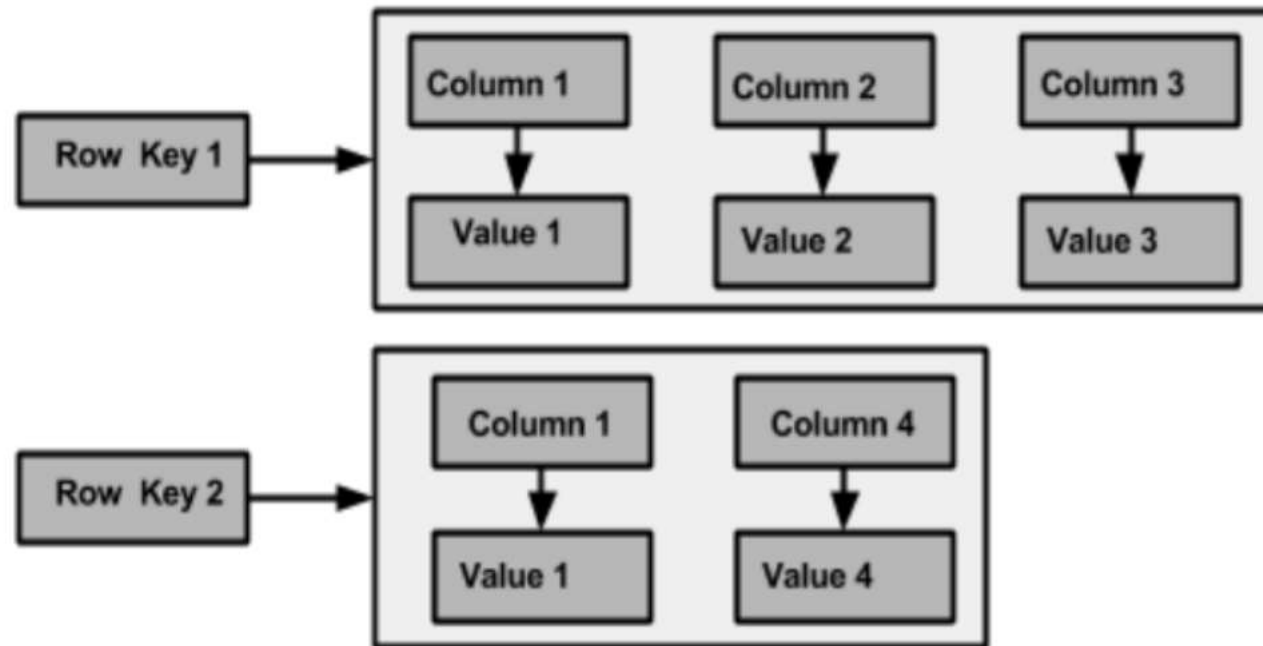 Column 1
Column 2
Column 3
Row Key 1
Value 1
Value 2
Value 3
Column 1
Column 4
Row Key 2
Value 1
Value 4